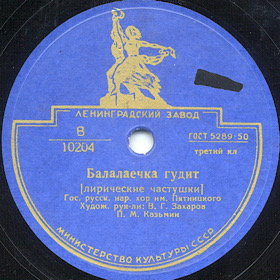 ЛЕНИНГРАДСКИЙ ЗАВОД
В
10204
ГОСТ 5289-50
третий кл
Балалаечка гудит
[лирические частушки]
Гос. русск. нар. хор им. Пятницкого
Худож. рук-ли: В. Г. Захаров
П. М. Казьмин
МИНИСТЕРСТВО КУЛЬТУРЫ СССР